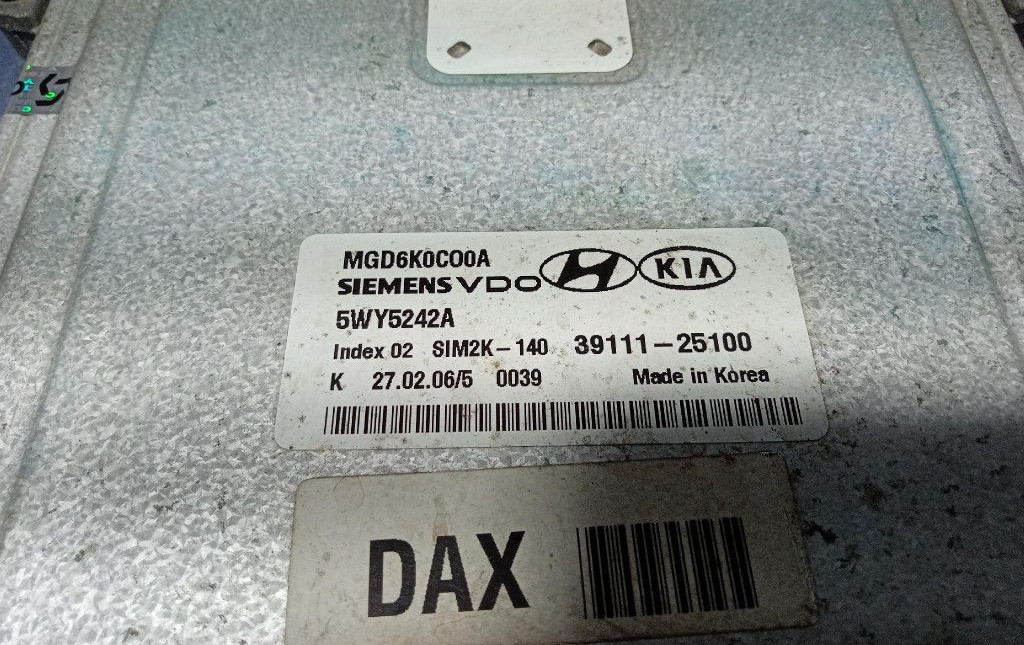 MGD6K0C00A
SIEMENS VDO KIA
5WY5242A
Index 02 SIM2K-140 39111-25100
K 27.02.06/5 0039 Made in Korea
DAX